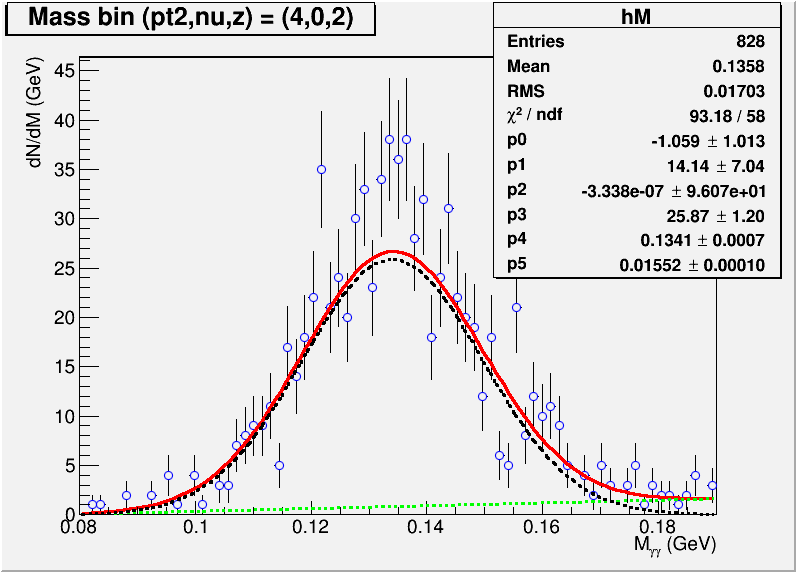 Mass bin (pt2,nu,z) = (4,0,2)
hM
Entries 828
Mean 0.1358
RMS 0.01703
χ² / ndf 93.18 / 58
p0 -1.059 ± 1.013
p1 14.14 ± 7.04
p2 -3.338e-07 ± 9.607e+01
p3 25.87 ± 1.20
p4 0.1341 ± 0.0007
p5 0.01552 ± 0.00010
dN/dM (GeV)
45
40
35
30
25
20
15
10
5
0
0.08 0.1 0.12 0.14 0.16 0.18
Mγγ (GeV)